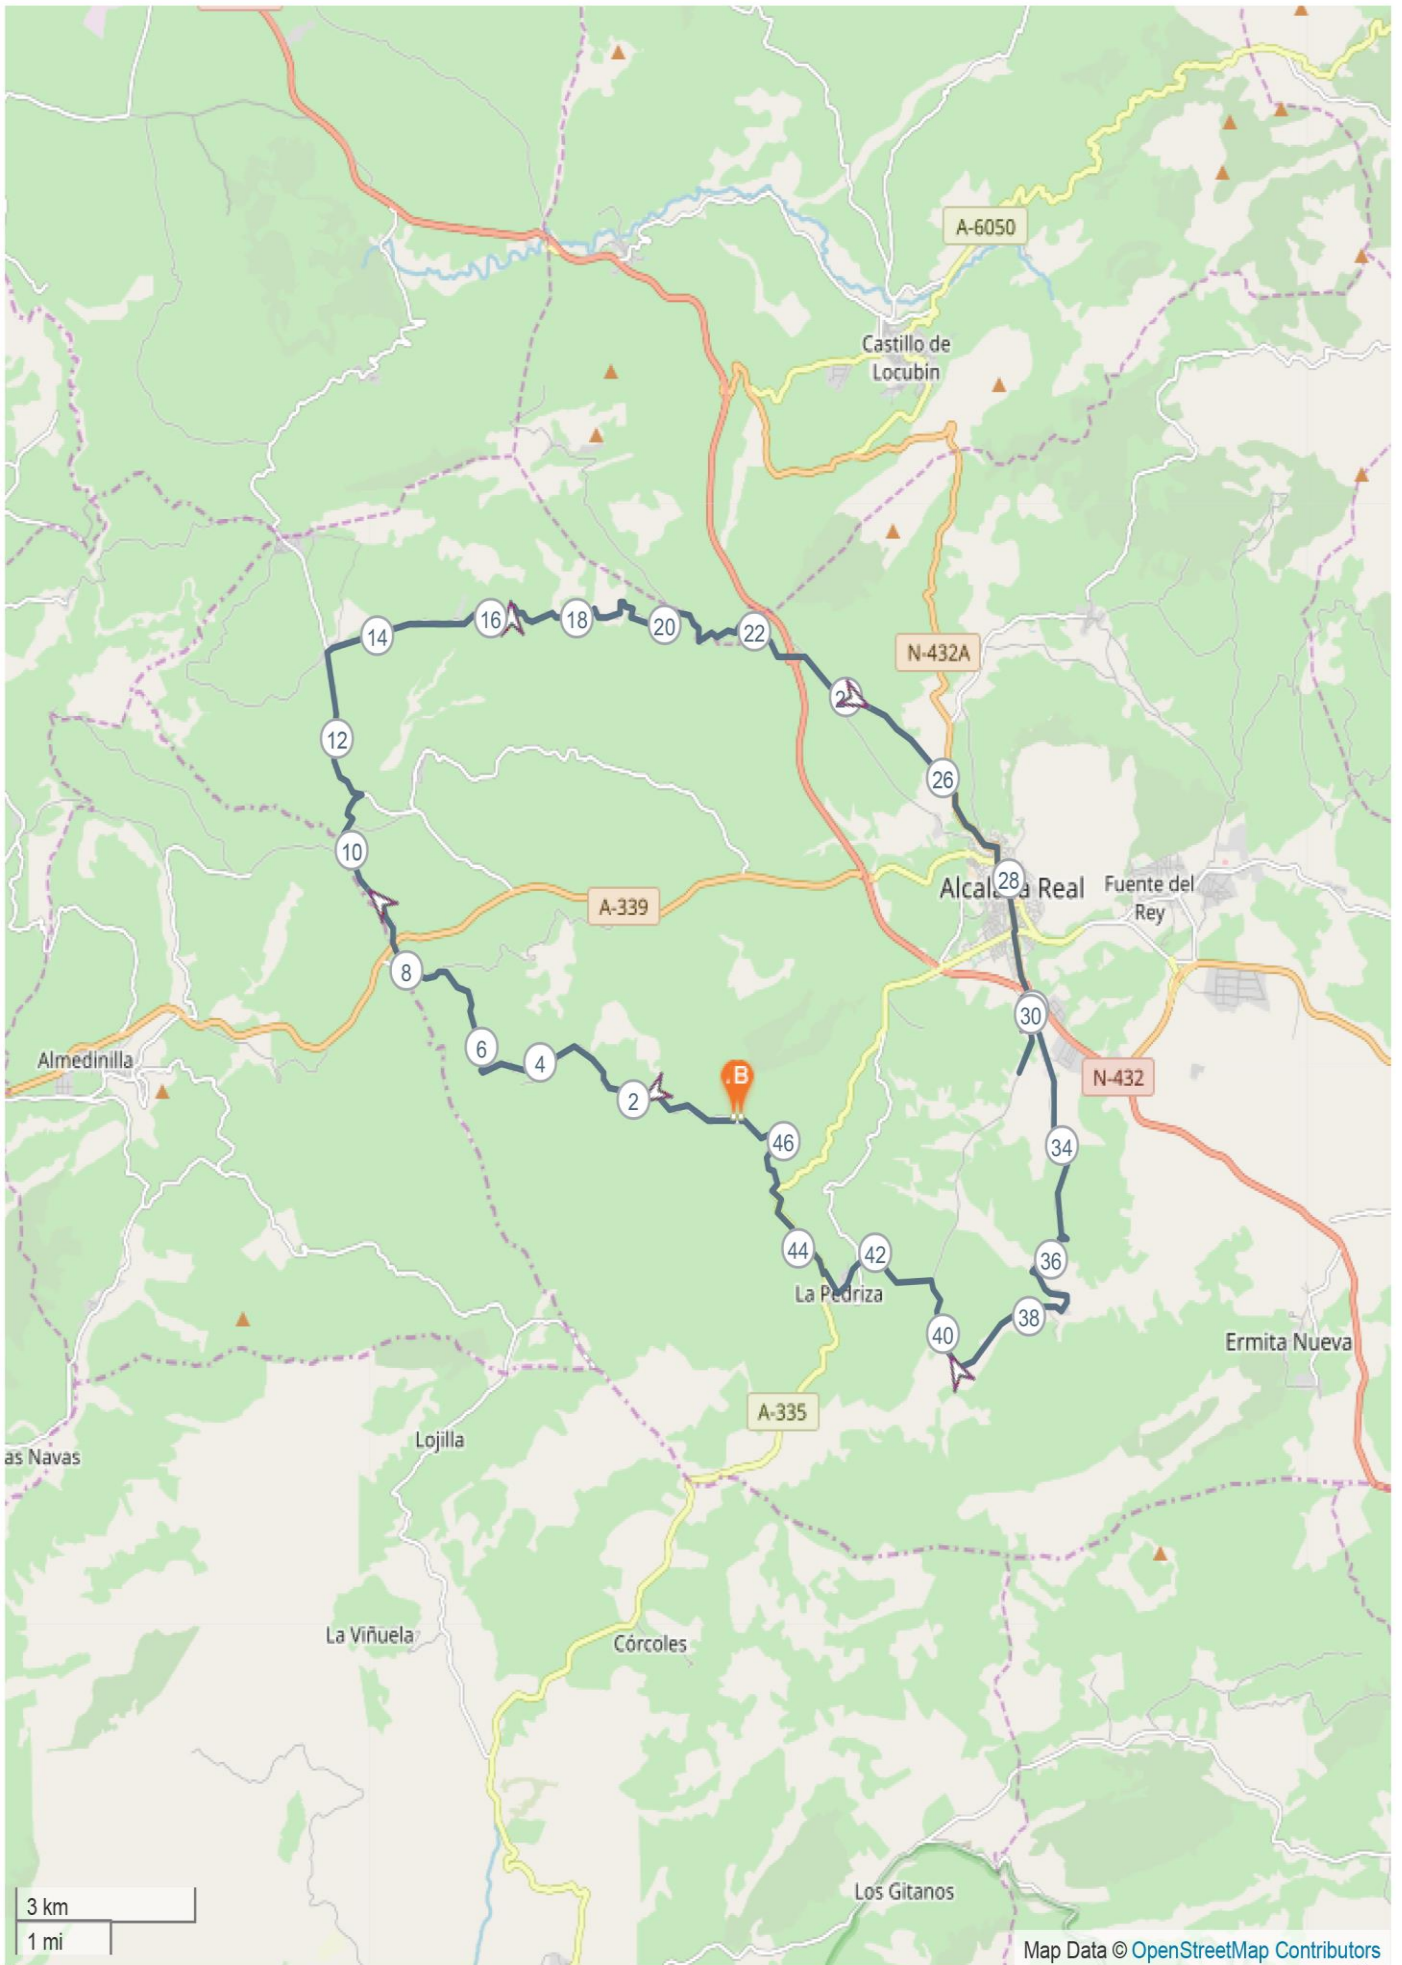 A-6050
Castillo de
Locubín
16
18
14
20
22
N-432A
2
12
26
10
28
Alcalá la Real
Fuente del
Rey
A-339
8
30
6
4
Almedinilla
.B
N-432
2
46
34
44
42
36
La Pedriza
38
40
Ermita Nueva
A-335
Lojilla
as Navas
La Viñuela
Córcoles
Los Gitanos
3 km
1 mi
Map Data © OpenStreetMap Contributors